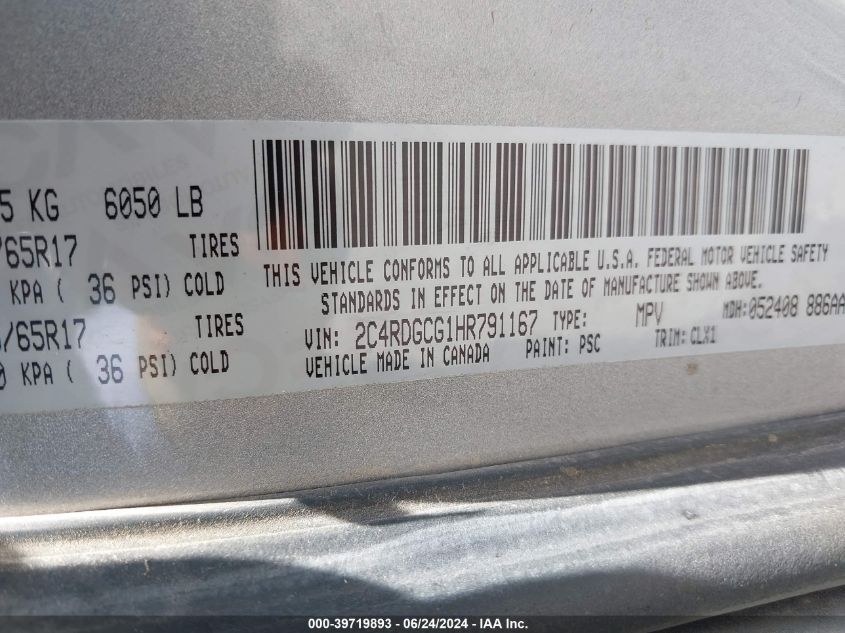 5 KG 6050 LB
/65R17 TIRES
KPA ( 36 PSI) COLD
/65R17 TIRES
0 KPA ( 36 PSI) COLD
THIS VEHICLE CONFORMS TO ALL APPLICABLE U.S.A. FEDERAL MOTOR VEHICLE SAFETY
STANDARDS IN EFFECT ON THE DATE OF MANUFACTURE SHOWN ABOVE.
VIN: 2C4RDGCG1HR791167 TYPE: MPV MDH:052408 886AA
VEHICLE MADE IN CANADA PAINT: PSC TRIM: CLX1
000-39719893 - 06/24/2024 - IAA Inc.